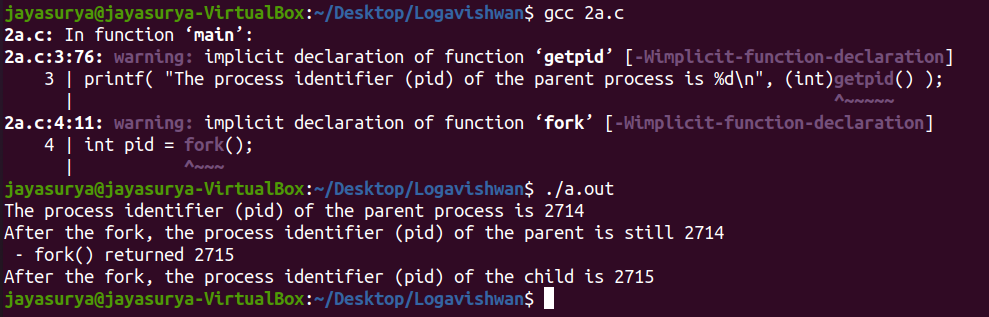 jayasurya@jayasurya-VirtualBox:~/Desktop/Logavishwan$ gcc 2a.c
2a.c: In function ‘main’:
2a.c:3:76: warning: implicit declaration of function ‘getpid’ [-Wimplicit-function-declaration]
    3 | printf( "The process identifier (pid) of the parent process is %d\n", (int)getpid() );
      |                                                                            ^~~~~~
2a.c:4:11: warning: implicit declaration of function ‘fork’ [-Wimplicit-function-declaration]
    4 | int pid = fork();
      |           ^~~~
jayasurya@jayasurya-VirtualBox:~/Desktop/Logavishwan$ ./a.out
The process identifier (pid) of the parent process is 2714
After the fork, the process identifier (pid) of the parent is still 2714
 - fork() returned 2715
After the fork, the process identifier (pid) of the child is 2715
jayasurya@jayasurya-VirtualBox:~/Desktop/Logavishwan$